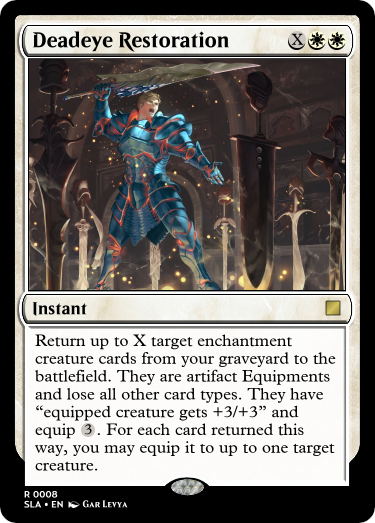 Deadeye Restoration X
Instant
Return up to X target enchantment
creature cards from your graveyard to the
battlefield. They are artifact Equipments
and lose all other card types. They have
“equipped creature gets +3/+3” and
equip 3. For each card returned this
way, you may equip it to up to one target
creature.
R 0008
SLA • EN Gar Levya